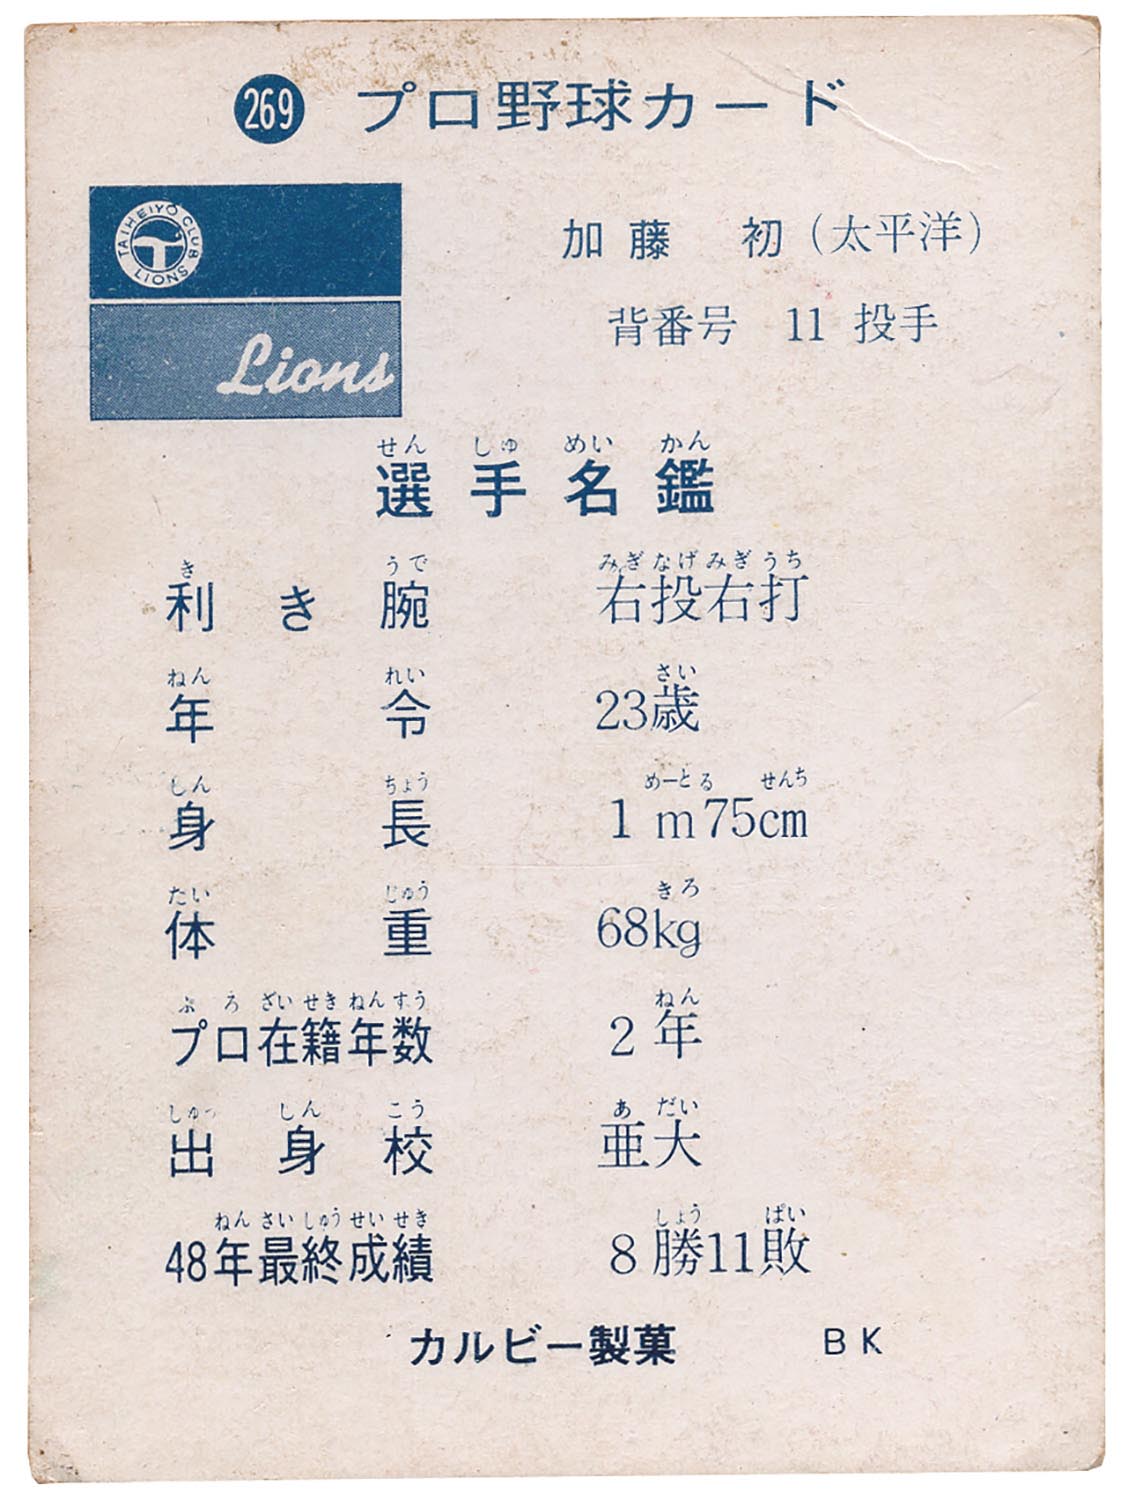 269 プロ野球カード
TAIHEIYO CLUB LIONS
Lions
加藤 初（太平洋）
背番号 11 投手
せん しゅ めい かん
選手名鑑
き うで みぎなげみぎうち
利き腕 右投右打
ねん れい さい
年令 23歳
しん ちょう めーとる せんち
身長 1m75cm
たい じゅう きろ
体重 68kg
ぷろざいせきねんすう ねん
プロ在籍年数 2年
しゅっ しん こう あ だい
出身校 亜大
ねんさいしゅうせいせき しょう ぱい
48年最終成績 8勝11敗
カルビー製菓 BK